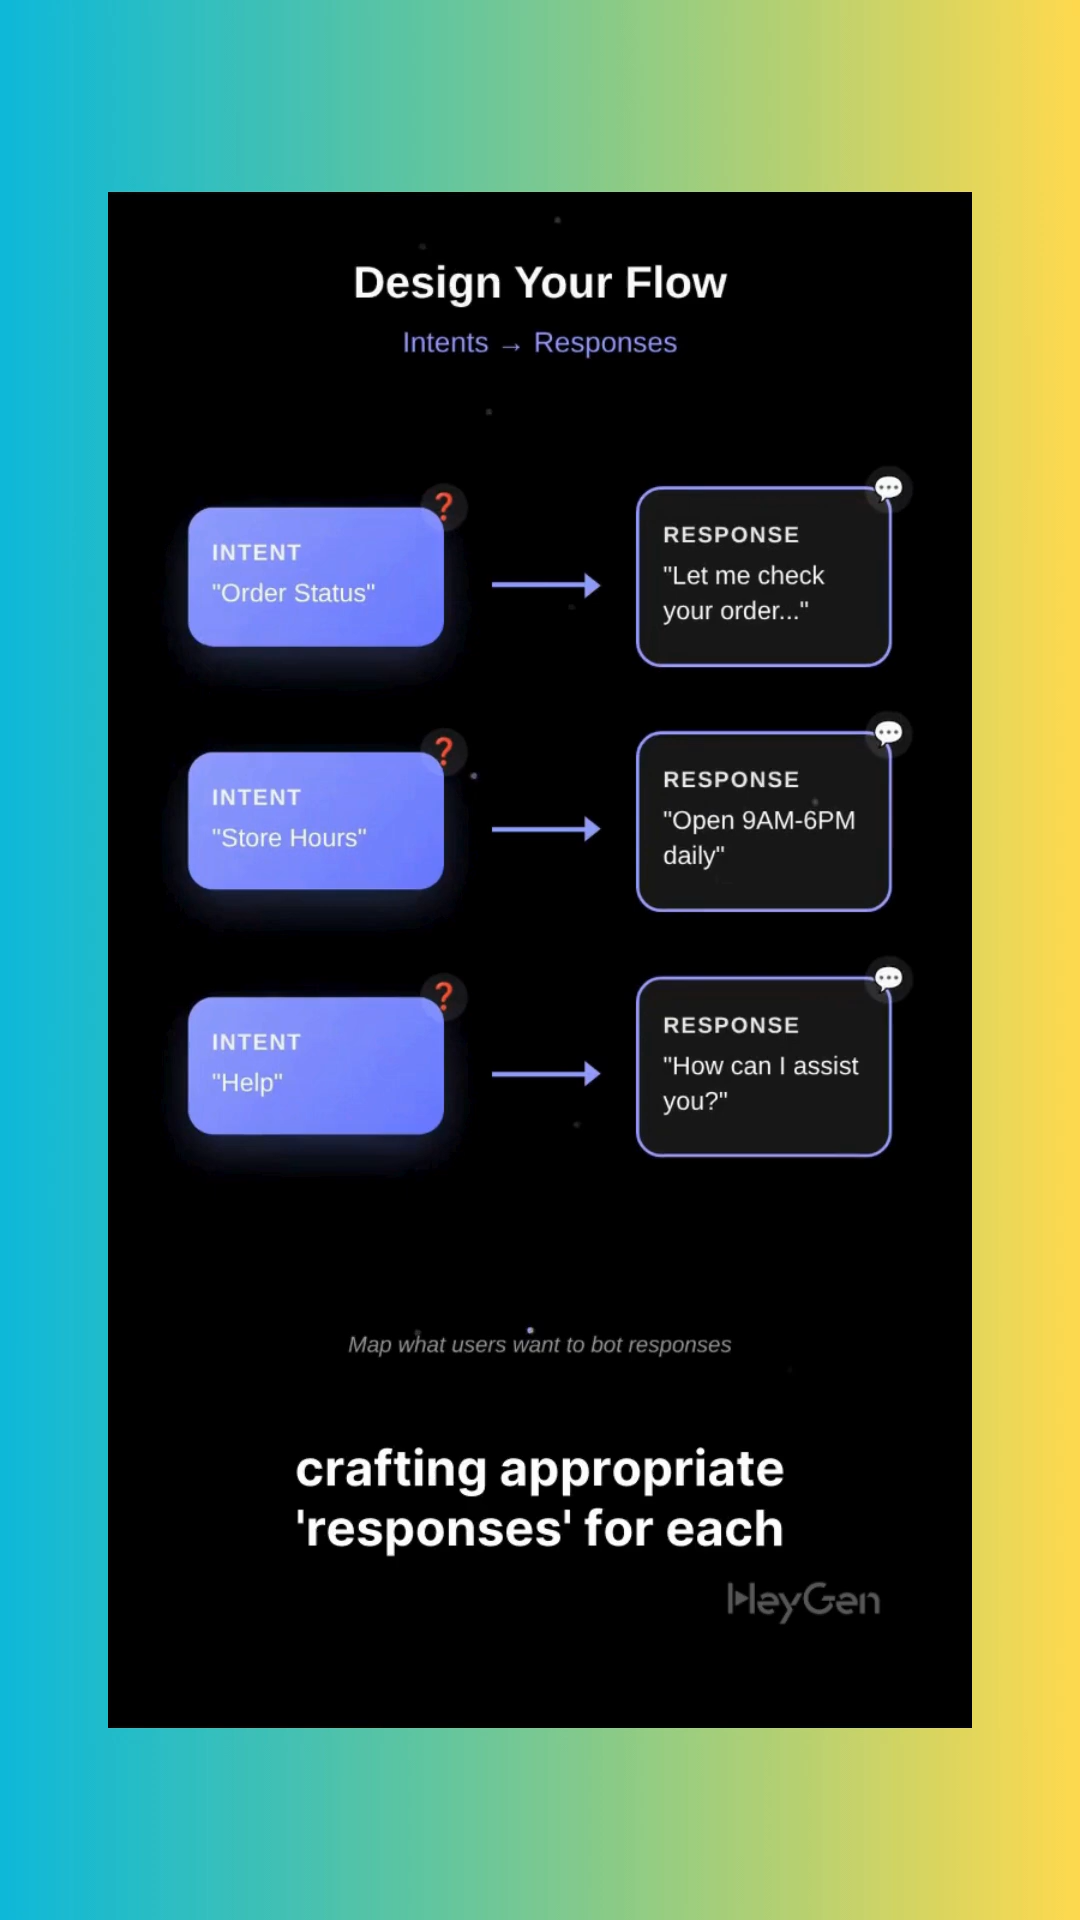 Design Your Flow
Intents → Responses
INTENT
"Order Status"
RESPONSE
"Let me check
your order..."
INTENT
"Store Hours"
RESPONSE
"Open 9AM-6PM
daily"
INTENT
"Help"
RESPONSE
"How can I assist
you?"
Map what users want to bot responses
crafting appropriate
'responses' for each
HeyGen